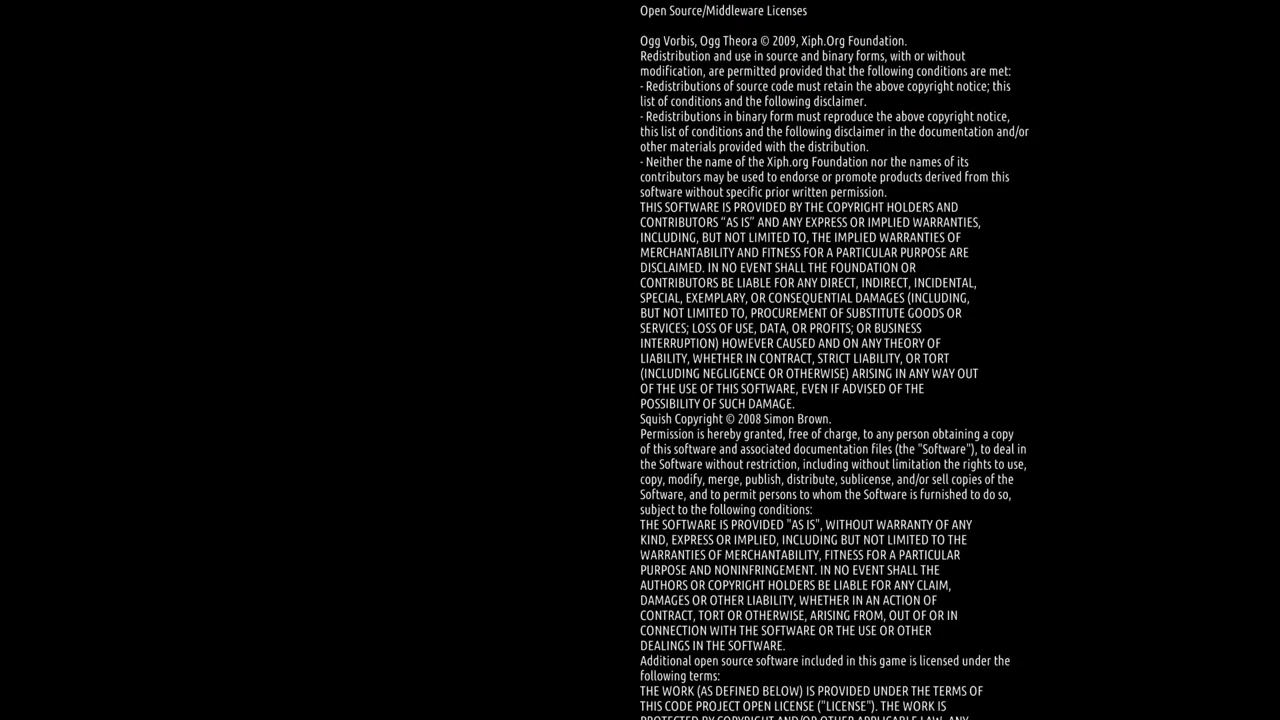 Open Source/Middleware Licenses
Ogg Vorbis, Ogg Theora © 2009, Xiph.Org Foundation.
Redistribution and use in source and binary forms, with or without
modification, are permitted provided that the following conditions are met:
- Redistributions of source code must retain the above copyright notice; this
list of conditions and the following disclaimer.
- Redistributions in binary form must reproduce the above copyright notice,
this list of conditions and the following disclaimer in the documentation and/or
other materials provided with the distribution.
- Neither the name of the Xiph.org Foundation nor the names of its
contributors may be used to endorse or promote products derived from this
software without specific prior written permission.
THIS SOFTWARE IS PROVIDED BY THE COPYRIGHT HOLDERS AND
CONTRIBUTORS “AS IS” AND ANY EXPRESS OR IMPLIED WARRANTIES,
INCLUDING, BUT NOT LIMITED TO, THE IMPLIED WARRANTIES OF
MERCHANTABILITY AND FITNESS FOR A PARTICULAR PURPOSE ARE
DISCLAIMED. IN NO EVENT SHALL THE FOUNDATION OR
CONTRIBUTORS BE LIABLE FOR ANY DIRECT, INDIRECT, INCIDENTAL,
SPECIAL, EXEMPLARY, OR CONSEQUENTIAL DAMAGES (INCLUDING,
BUT NOT LIMITED TO, PROCUREMENT OF SUBSTITUTE GOODS OR
SERVICES; LOSS OF USE, DATA, OR PROFITS; OR BUSINESS
INTERRUPTION) HOWEVER CAUSED AND ON ANY THEORY OF
LIABILITY, WHETHER IN CONTRACT, STRICT LIABILITY, OR TORT
(INCLUDING NEGLIGENCE OR OTHERWISE) ARISING IN ANY WAY OUT
OF THE USE OF THIS SOFTWARE, EVEN IF ADVISED OF THE
POSSIBILITY OF SUCH DAMAGE.
Squish Copyright © 2008 Simon Brown.
Permission is hereby granted, free of charge, to any person obtaining a copy
of this software and associated documentation files (the "Software"), to deal in
the Software without restriction, including without limitation the rights to use,
copy, modify, merge, publish, distribute, sublicense, and/or sell copies of the
Software, and to permit persons to whom the Software is furnished to do so,
subject to the following conditions:
THE SOFTWARE IS PROVIDED "AS IS", WITHOUT WARRANTY OF ANY
KIND, EXPRESS OR IMPLIED, INCLUDING BUT NOT LIMITED TO THE
WARRANTIES OF MERCHANTABILITY, FITNESS FOR A PARTICULAR
PURPOSE AND NONINFRINGEMENT. IN NO EVENT SHALL THE
AUTHORS OR COPYRIGHT HOLDERS BE LIABLE FOR ANY CLAIM,
DAMAGES OR OTHER LIABILITY, WHETHER IN AN ACTION OF
CONTRACT, TORT OR OTHERWISE, ARISING FROM, OUT OF OR IN
CONNECTION WITH THE SOFTWARE OR THE USE OR OTHER
DEALINGS IN THE SOFTWARE.
Additional open source software included in this game is licensed under the
following terms:
THE WORK (AS DEFINED BELOW) IS PROVIDED UNDER THE TERMS OF
THIS CODE PROJECT OPEN LICENSE ("LICENSE"). THE WORK IS
PROTECTED BY COPYRIGHT AND/OR OTHER APPLICABLE LAW. ANY